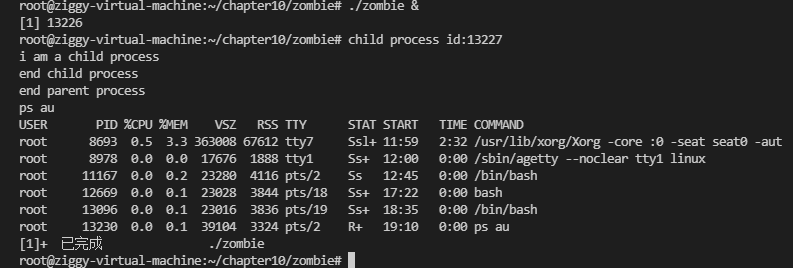 root@ziggy-virtual-machine:~/chapter10/zombie# ./zombie &
[1] 13226
root@ziggy-virtual-machine:~/chapter10/zombie# child process id:13227
i am a child process
end child process
end parent process
ps au
USER       PID %CPU %MEM    VSZ   RSS TTY      STAT START   TIME COMMAND
root      8693  0.5  3.3 363008 67612 tty7     Ssl+ 11:59   2:32 /usr/lib/xorg/Xorg -core :0 -seat seat0 -aut
root      8978  0.0  0.0  17676  1888 tty1     Ss+  12:00   0:00 /sbin/agetty --noclear tty1 linux
root     11167  0.0  0.2  23280  4116 pts/2    Ss   12:45   0:00 /bin/bash
root     12669  0.0  0.1  23028  3844 pts/18   Ss+  17:22   0:00 bash
root     13096  0.0  0.1  23016  3836 pts/19   Ss+  18:35   0:00 /bin/bash
root     13230  0.0  0.1  39104  3324 pts/2    R+   19:10   0:00 ps au
[1]+  已完成               ./zombie
root@ziggy-virtual-machine:~/chapter10/zombie#